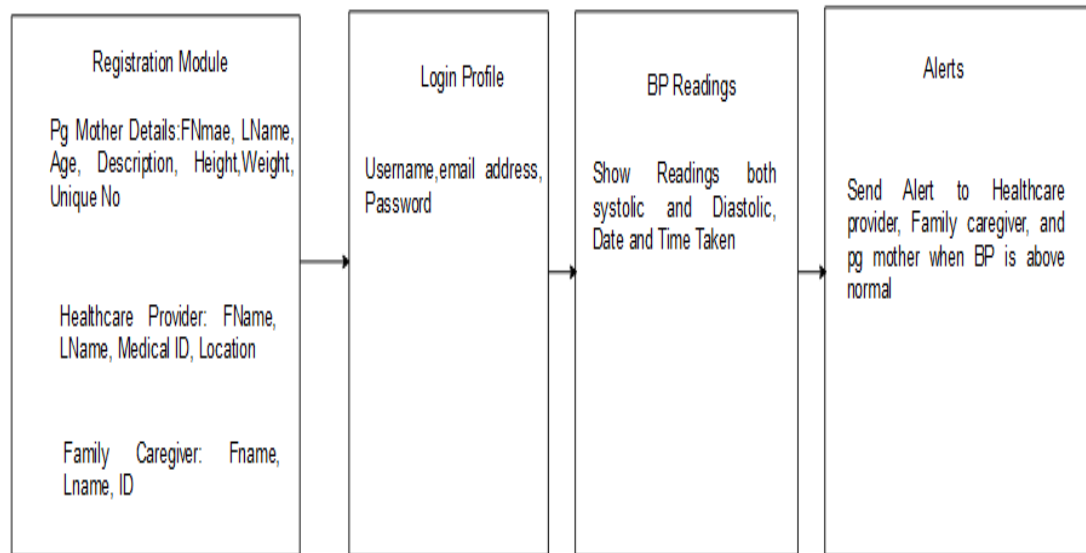 Registration Module
Pg Mother Details:FNmae, LName,
Age, Description, Height,Weight,
Unique No
Healthcare Provider: FName,
LName, Medical ID, Location
Family Caregiver: Fname,
Lname, ID
Login Profile
Username,email address,
Password
BP Readings
Show Readings both
systolic and Diastolic,
Date and Time Taken
Alerts
Send Alert to Healthcare
provider, Family caregiver, and
pg mother when BP is above
normal